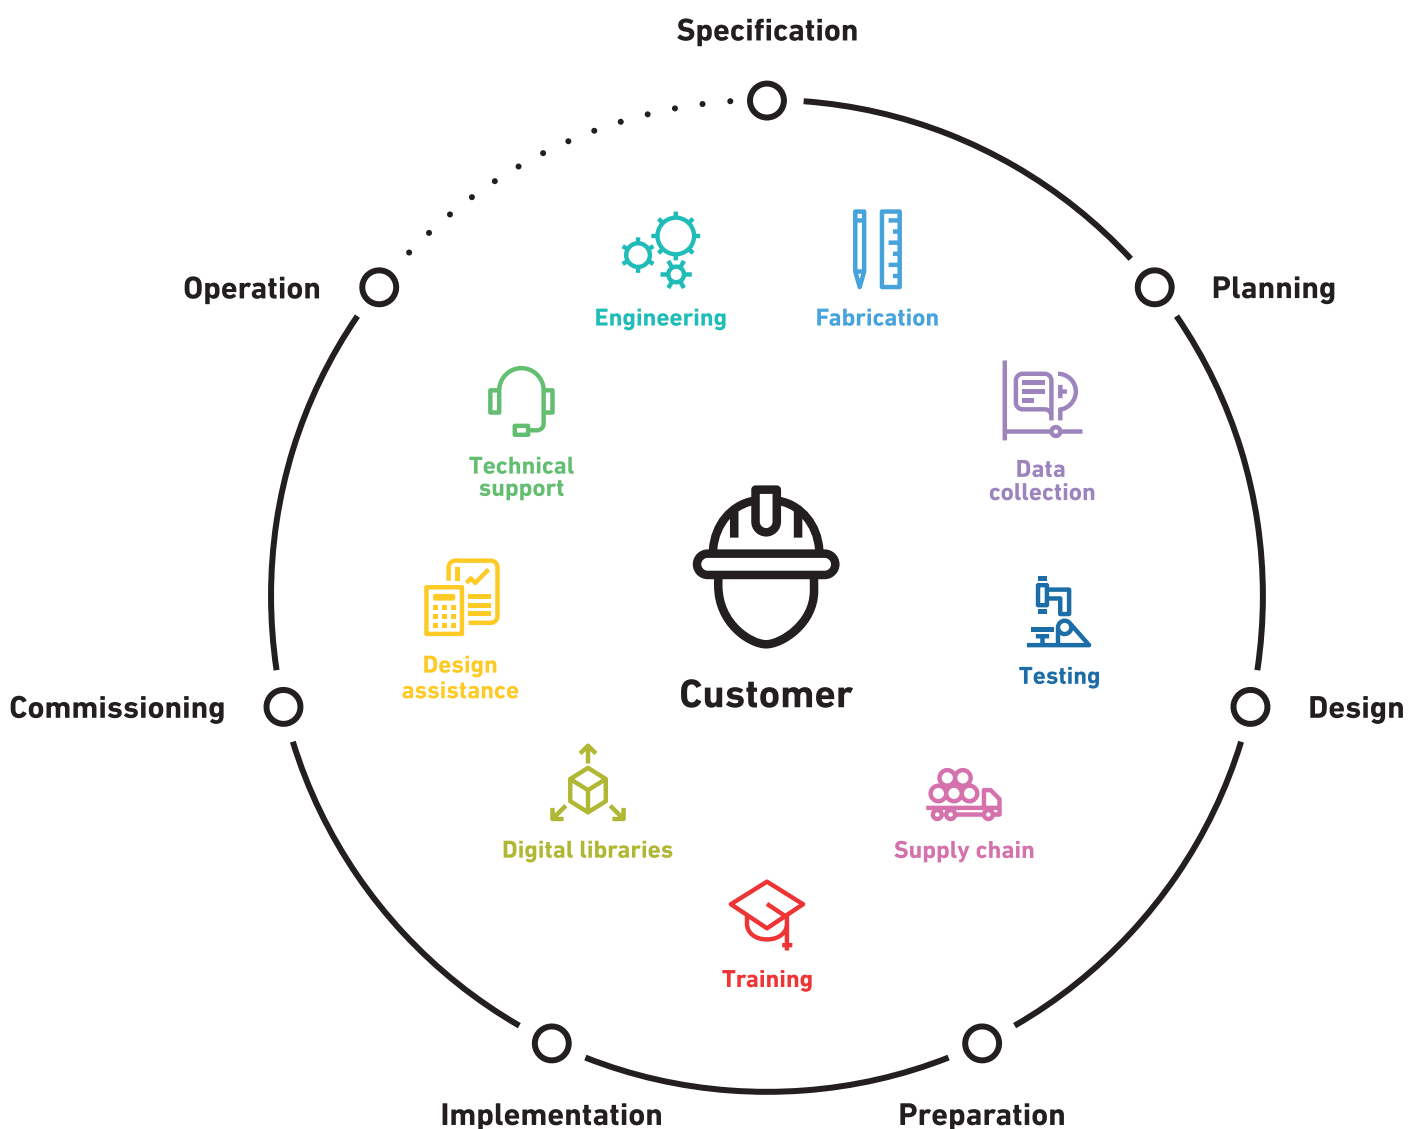 Specification
Operation
Planning
Engineering
Fabrication
Technical
support
Data
collection
Design
assistance
Customer
Testing
Commissioning
Design
Digital libraries
Supply chain
Training
Implementation
Preparation